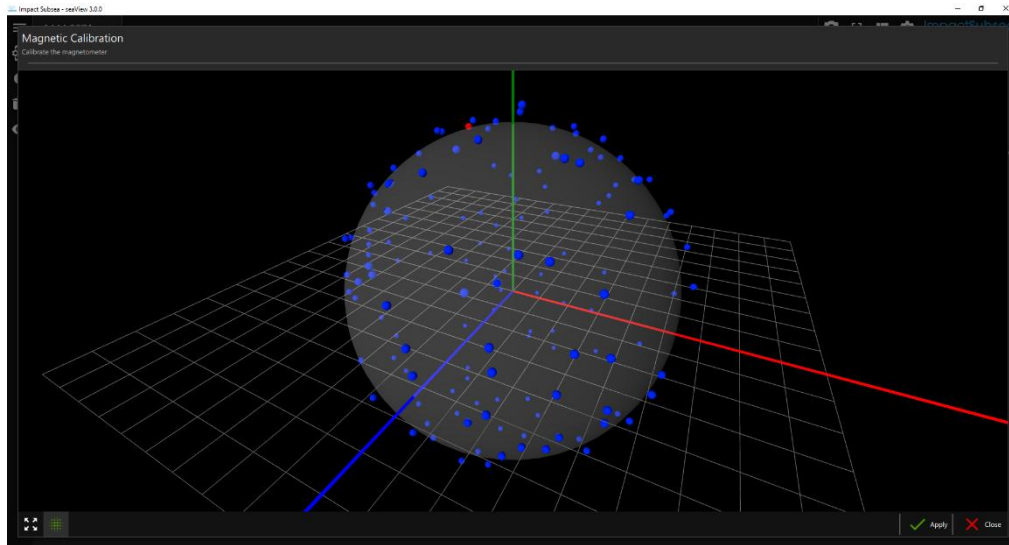 Impact Subsea - seaView 3.0.0
Magnetic Calibration
Calibrate the magnetometer
Apply
Close